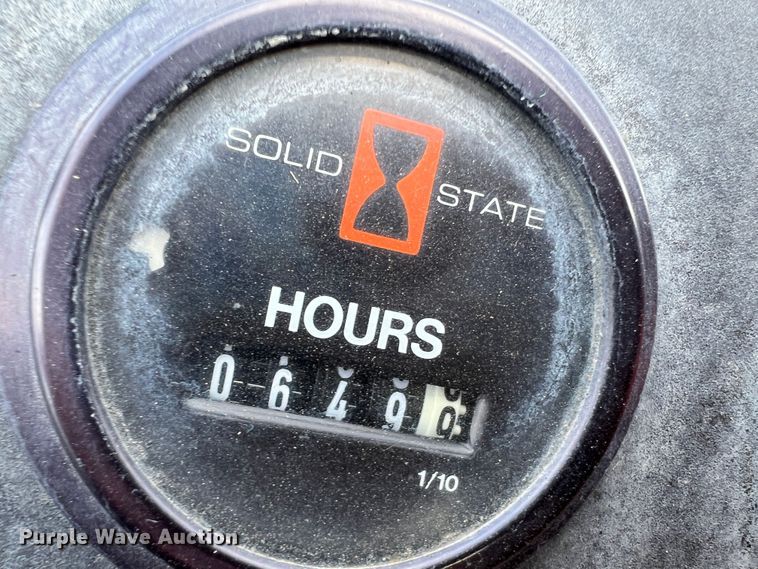 SOLID STATE
HOURS
0649
1/10
Purple Wave Auction